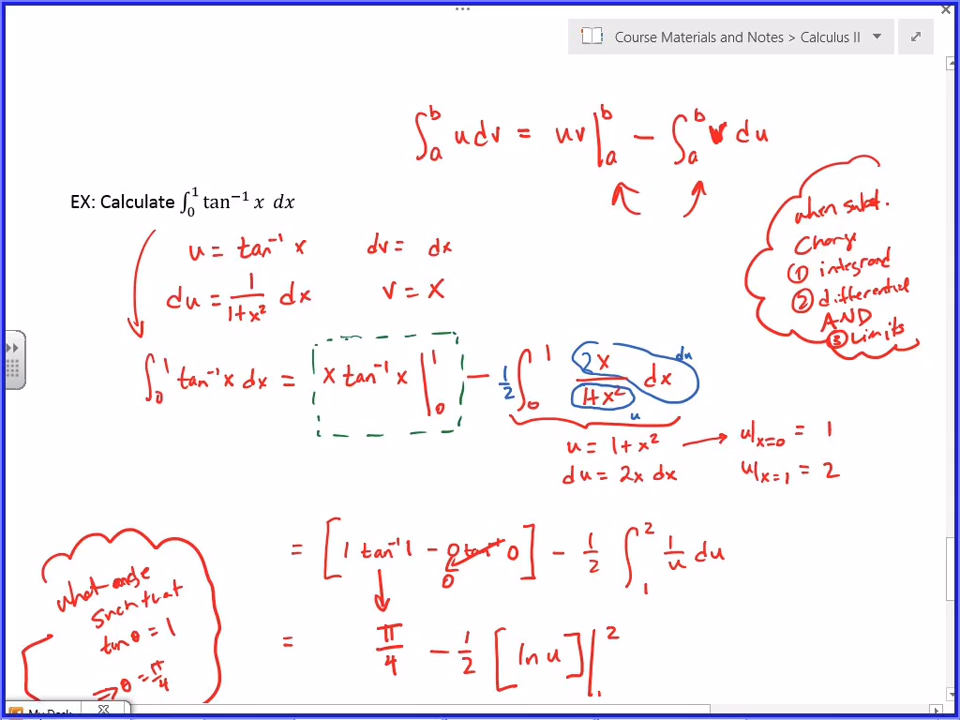 Course Materials and Notes > Calculus II
∫_a^b u dv = uv |_a^b − ∫_a^b v du
EX: Calculate ∫_0^1 tan⁻¹ x dx
u = tan⁻¹ x    dv = dx
du = 1/(1+x²) dx    v = x
when subst.
Change
① integrand
② differential
AND
③ Limits
∫_0^1 tan⁻¹x dx = x tan⁻¹ x |_0^1 − 1/2 ∫_0^1 2x/(1+x²) dx
du
u
u = 1+x² → u|x=0 = 1
du = 2x dx    u|x=1 = 2
= [1 tan⁻¹1 − 0 tan⁻¹ 0] − 1/2 ∫_1^2 1/u du
0
= π/4 − 1/2 [ln u] |_1^2
what angle
such that
tan θ = 1
⇒ θ = π/4